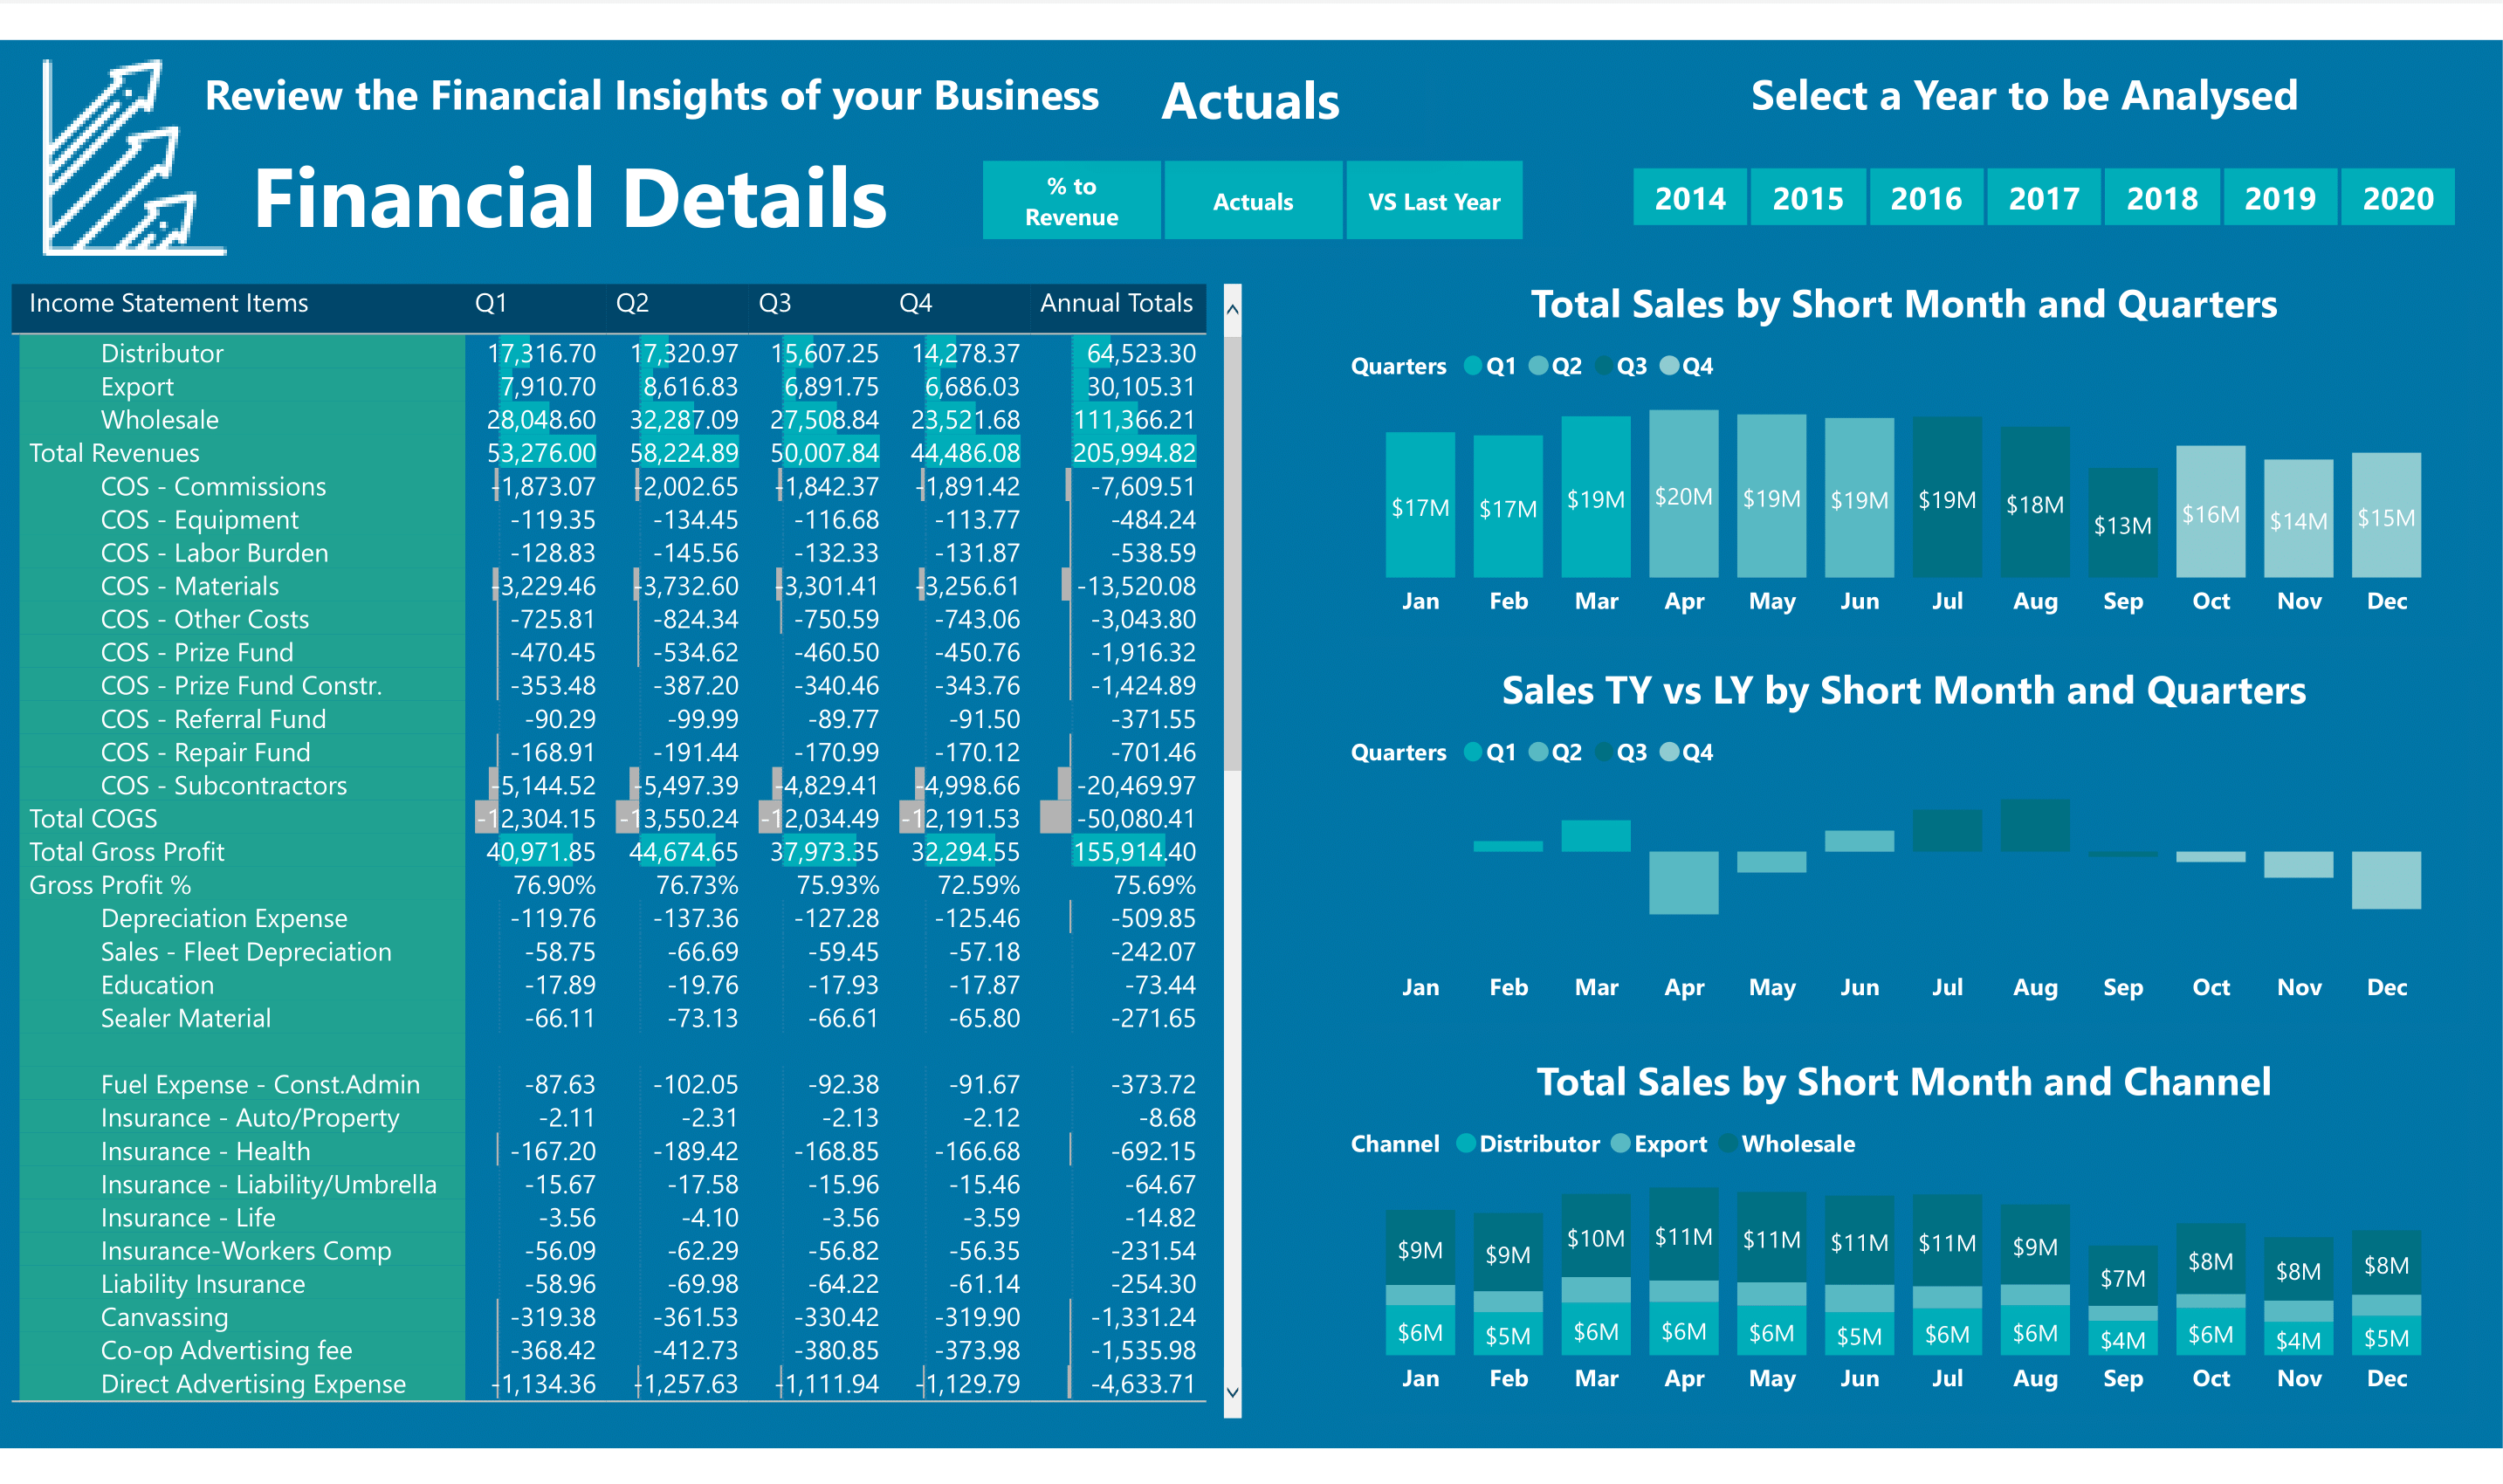 Review the Financial Insights of your Business
Actuals
Select a Year to be Analysed
Financial Details
% to
Revenue
Actuals
VS Last Year
2014 2015 2016 2017 2018 2019 2020
Income Statement Items Q1 Q2 Q3 Q4 Annual Totals
Distributor 17,316.70 17,320.97 15,607.25 14,278.37 64,523.30
Export 7,910.70 8,616.83 6,891.75 6,686.03 30,105.31
Wholesale 28,048.60 32,287.09 27,508.84 23,521.68 111,366.21
Total Revenues 53,276.00 58,224.89 50,007.84 44,486.08 205,994.82
COS - Commissions -1,873.07 -2,002.65 -1,842.37 -1,891.42 -7,609.51
COS - Equipment -119.35 -134.45 -116.68 -113.77 -484.24
COS - Labor Burden -128.83 -145.56 -132.33 -131.87 -538.59
COS - Materials -3,229.46 -3,732.60 -3,301.41 -3,256.61 -13,520.08
COS - Other Costs -725.81 -824.34 -750.59 -743.06 -3,043.80
COS - Prize Fund -470.45 -534.62 -460.50 -450.76 -1,916.32
COS - Prize Fund Constr. -353.48 -387.20 -340.46 -343.76 -1,424.89
COS - Referral Fund -90.29 -99.99 -89.77 -91.50 -371.55
COS - Repair Fund -168.91 -191.44 -170.99 -170.12 -701.46
COS - Subcontractors -5,144.52 -5,497.39 -4,829.41 -4,998.66 -20,469.97
Total COGS -12,304.15 -13,550.24 -12,034.49 -12,191.53 -50,080.41
Total Gross Profit 40,971.85 44,674.65 37,973.35 32,294.55 155,914.40
Gross Profit % 76.90% 76.73% 75.93% 72.59% 75.69%
Depreciation Expense -119.76 -137.36 -127.28 -125.46 -509.85
Sales - Fleet Depreciation -58.75 -66.69 -59.45 -57.18 -242.07
Education -17.89 -19.76 -17.93 -17.87 -73.44
Sealer Material -66.11 -73.13 -66.61 -65.80 -271.65
Fuel Expense - Const.Admin -87.63 -102.05 -92.38 -91.67 -373.72
Insurance - Auto/Property -2.11 -2.31 -2.13 -2.12 -8.68
Insurance - Health -167.20 -189.42 -168.85 -166.68 -692.15
Insurance - Liability/Umbrella -15.67 -17.58 -15.96 -15.46 -64.67
Insurance - Life -3.56 -4.10 -3.56 -3.59 -14.82
Insurance-Workers Comp -56.09 -62.29 -56.82 -56.35 -231.54
Liability Insurance -58.96 -69.98 -64.22 -61.14 -254.30
Canvassing -319.38 -361.53 -330.42 -319.90 -1,331.24
Co-op Advertising fee -368.42 -412.73 -380.85 -373.98 -1,535.98
Direct Advertising Expense -1,134.36 -1,257.63 -1,111.94 -1,129.79 -4,633.71
Total Sales by Short Month and Quarters
Quarters Q1 Q2 Q3 Q4
$17M $17M $19M $20M $19M $19M $19M $18M $13M $16M $14M $15M
Jan Feb Mar Apr May Jun Jul Aug Sep Oct Nov Dec
Sales TY vs LY by Short Month and Quarters
Quarters Q1 Q2 Q3 Q4
Jan Feb Mar Apr May Jun Jul Aug Sep Oct Nov Dec
Total Sales by Short Month and Channel
Channel Distributor Export Wholesale
$9M $9M $10M $11M $11M $11M $11M $9M $7M $8M $8M $8M
$6M $5M $6M $6M $6M $5M $6M $6M $4M $6M $4M $5M
Jan Feb Mar Apr May Jun Jul Aug Sep Oct Nov Dec